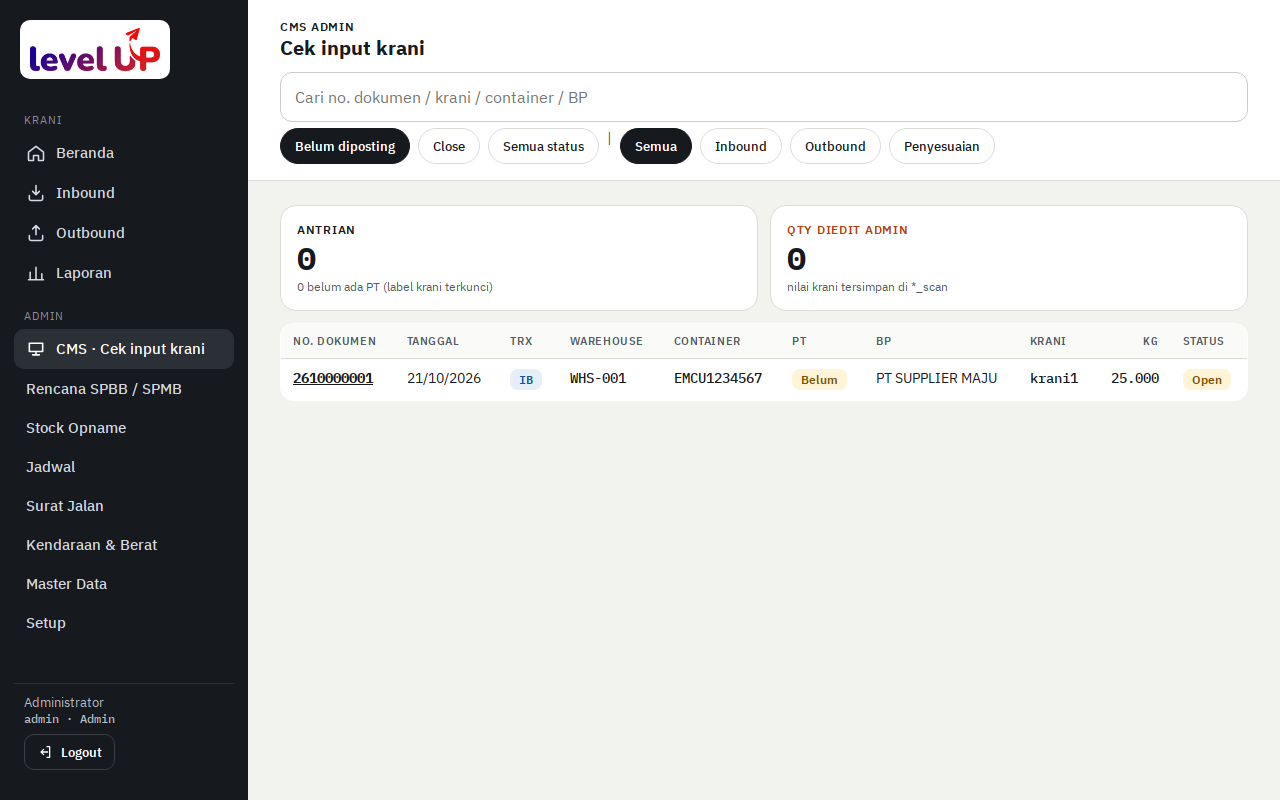 level UP
KRANI
Beranda
Inbound
Outbound
Laporan
ADMIN
CMS · Cek input krani
Rencana SPBB / SPMB
Stock Opname
Jadwal
Surat Jalan
Kendaraan & Berat
Master Data
Setup
Administrator
admin · Admin
Logout
CMS ADMIN
Cek input krani
Cari no. dokumen / krani / container / BP
Belum diposting Close Semua status | Semua Inbound Outbound Penyesuaian
ANTRIAN
0
0 belum ada PT (label krani terkunci)
QTY DIEDIT ADMIN
0
nilai krani tersimpan di *_scan
NO. DOKUMEN TANGGAL TRX WAREHOUSE CONTAINER PT BP KRANI KG STATUS
2610000001 21/10/2026 IB WHS-001 EMCU1234567 Belum PT SUPPLIER MAJU krani1 25.000 Open